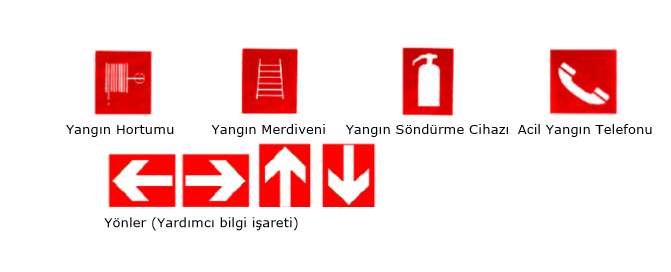 Yangın Hortumu
Yangın Merdiveni
Yangın Söndürme Cihazı
Acil Yangın Telefonu
Yönler (Yardımcı bilgi işareti)